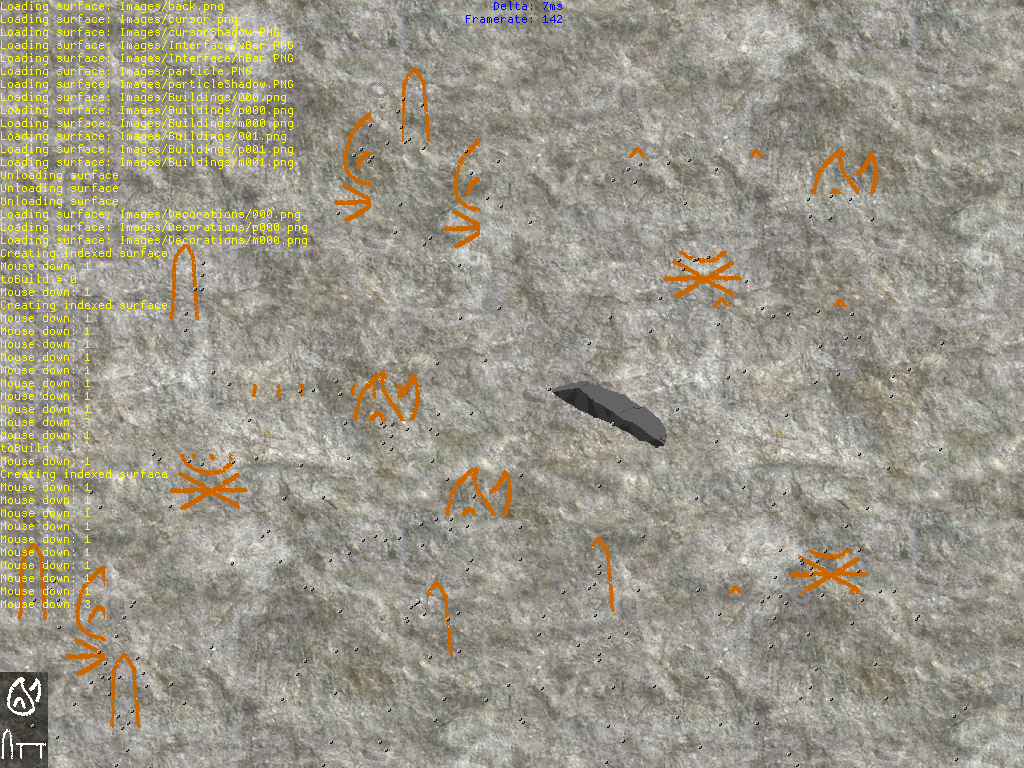 Loading surface: Images/back.png
Delta: 7ms
Loading surface: Images/cursor.png
Framerate: 142
Loading surface: Images/cursorShadow.PNG
Loading surface: Images/Interface/vBar.PNG
Loading surface: Images/Interface/hBar.PNG
Loading surface: Images/particle.PNG
Loading surface: Images/particleShadow.PNG
Loading surface: Images/Buildings/000.png
Loading surface: Images/Buildings/p000.png
Loading surface: Images/Buildings/m000.png
Loading surface: Images/Buildings/001.png
Loading surface: Images/Buildings/p001.png
Loading surface: Images/Buildings/m001.png
Unloading surface
Unloading surface
Unloading surface
Loading surface: Images/Decorations/000.png
Loading surface: Images/Decorations/p000.png
Loading surface: Images/Decorations/m000.png
Creating indexed surface
Mouse down: 1
toBuild = 0
Mouse down: 1
Creating indexed surface
Mouse down: 1
Mouse down: 1
Mouse down: 1
Mouse down: 1
Mouse down: 1
Mouse down: 1
Mouse down: 1
Mouse down: 1
Mouse down: 3
Mouse down: 1
toBuild = 1
Mouse down: 1
Creating indexed surface
Mouse down: 1
Mouse down: 1
Mouse down: 1
Mouse down: 1
Mouse down: 1
Mouse down: 1
Mouse down: 1
Mouse down: 1
Mouse down: 1
Mouse down: 3